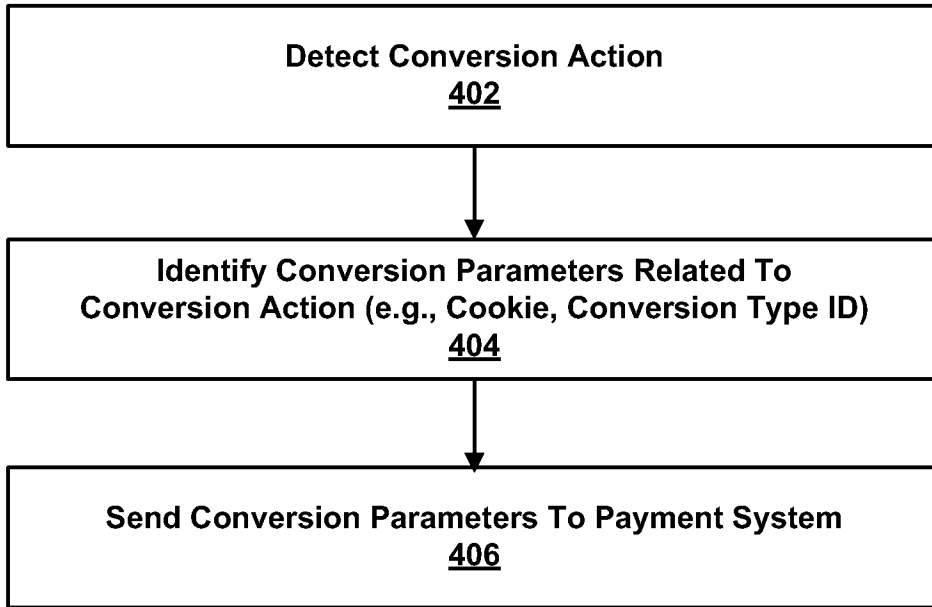 Detect Conversion Action
402
Identify Conversion Parameters Related To
Conversion Action (e.g., Cookie, Conversion Type ID)
404
Send Conversion Parameters To Payment System
406